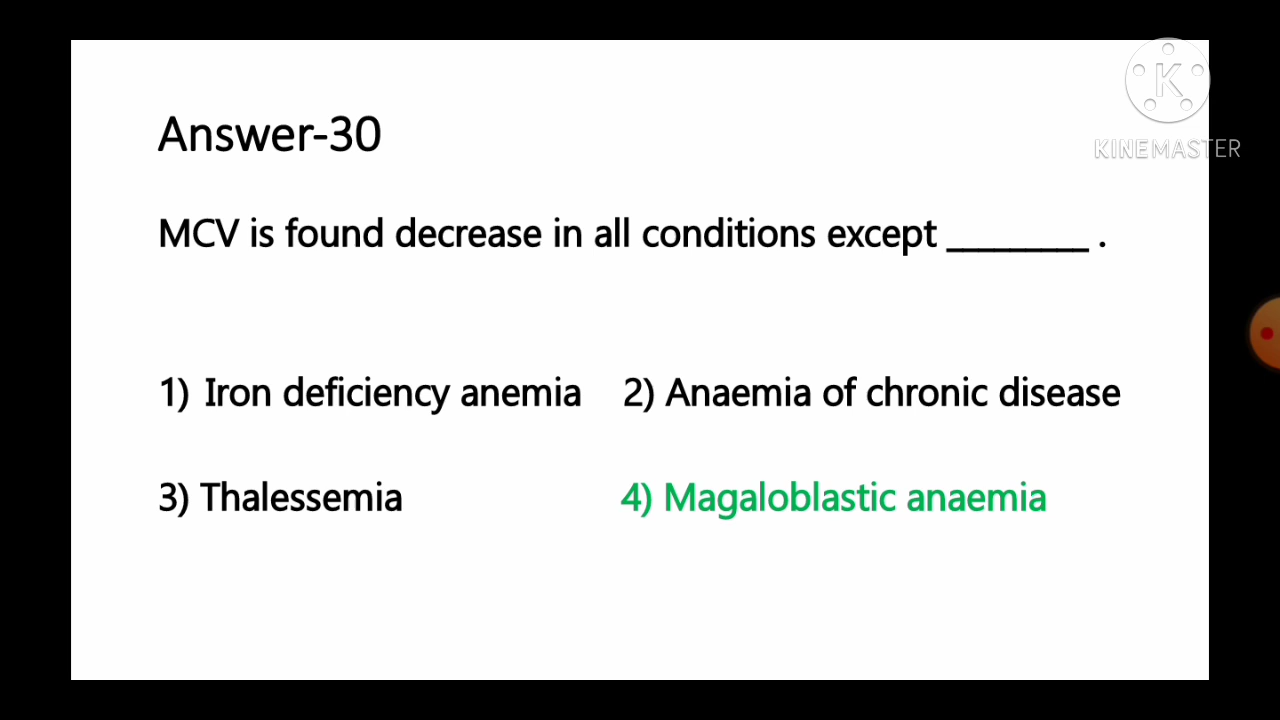 K
KINEMASTER
Answer-30
MCV is found decrease in all conditions except _________ .
1) Iron deficiency anemia 2) Anaemia of chronic disease
3) Thalessemia 4) Magaloblastic anaemia